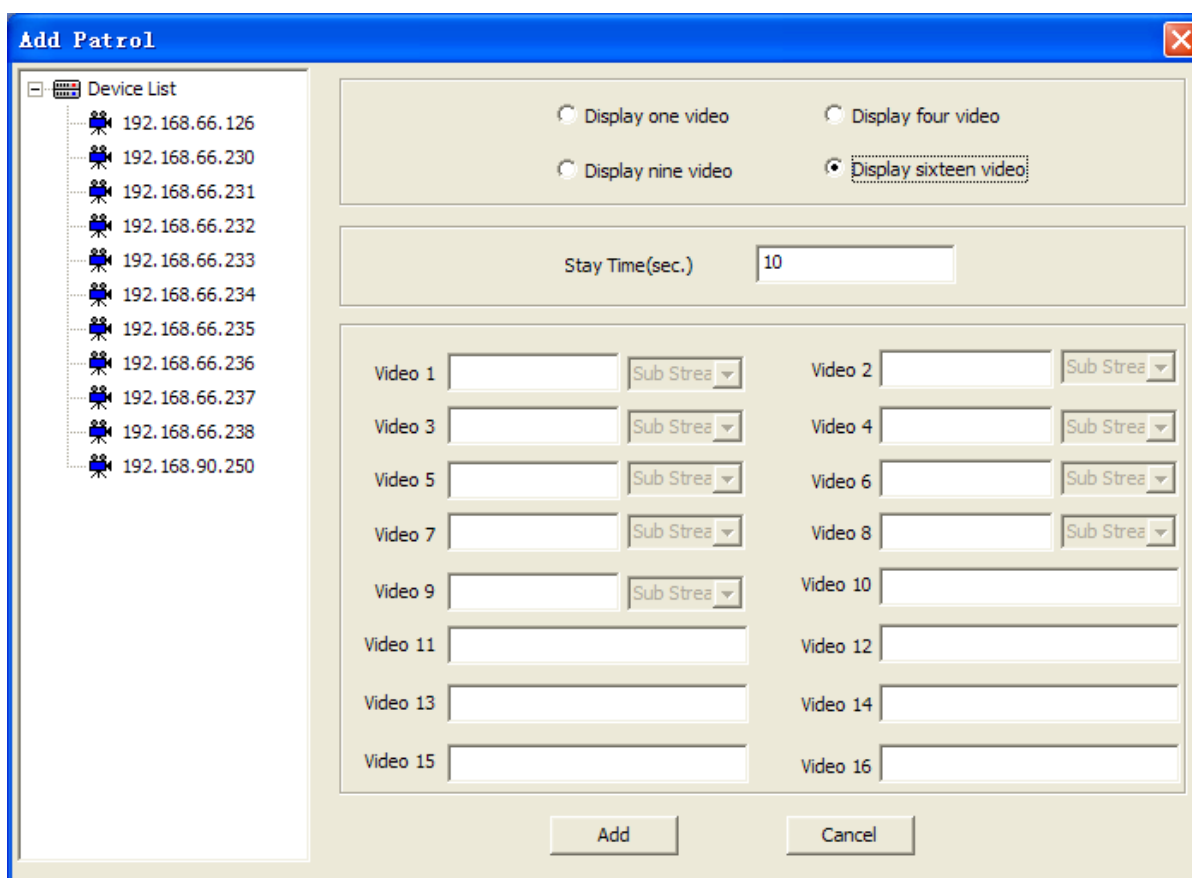 Add Patrol
Device List
192.168.66.126
192.168.66.230
192.168.66.231
192.168.66.232
192.168.66.233
192.168.66.234
192.168.66.235
192.168.66.236
192.168.66.237
192.168.66.238
192.168.90.250
Display one video
Display four video
Display nine video
Display sixteen video
Stay Time(sec.) 10
Video 1 Sub Strea
Video 2 Sub Strea
Video 3 Sub Strea
Video 4 Sub Strea
Video 5 Sub Strea
Video 6 Sub Strea
Video 7 Sub Strea
Video 8 Sub Strea
Video 9 Sub Strea
Video 10
Video 11
Video 12
Video 13
Video 14
Video 15
Video 16
Add
Cancel